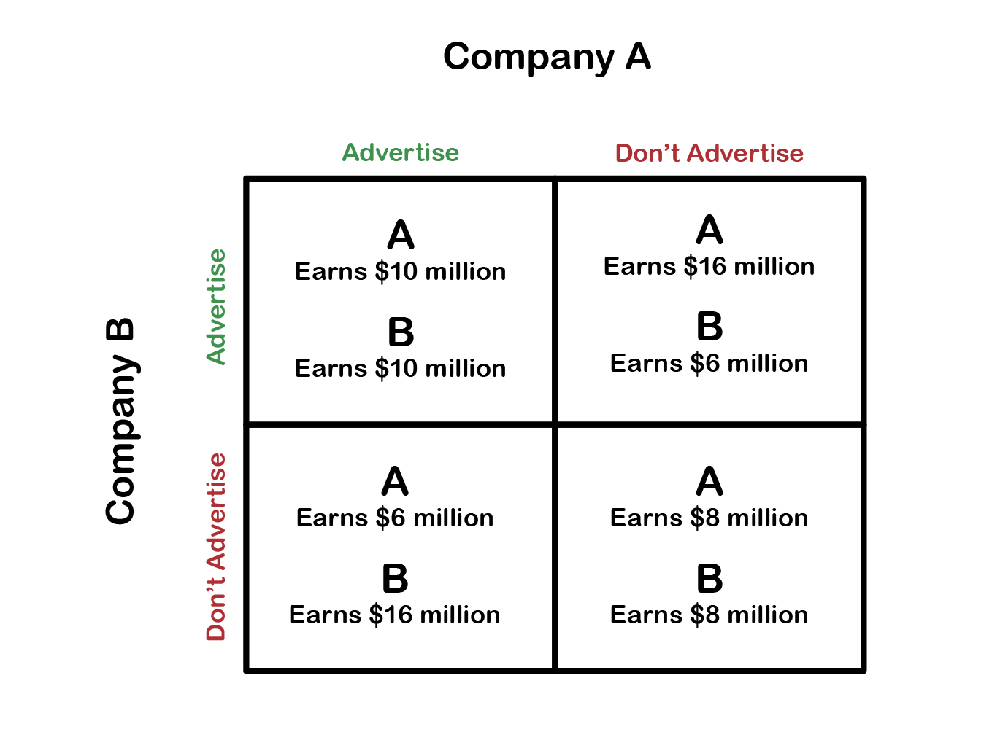 Company A
Advertise
Don't Advertise
Company B
Advertise
A
Earns $10 million
B
Earns $10 million
A
Earns $16 million
B
Earns $6 million
Don't Advertise
A
Earns $6 million
B
Earns $16 million
A
Earns $8 million
B
Earns $8 million